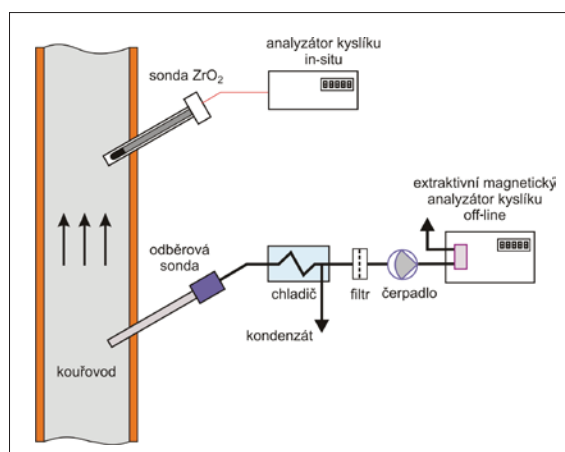 analyzátor kyslíku
in-situ
sonda ZrO₂
extraktivní magnetický
analyzátor kyslíku
off-line
odběrová
sonda
chladič
filtr
čerpadlo
kondenzát
kouřovod